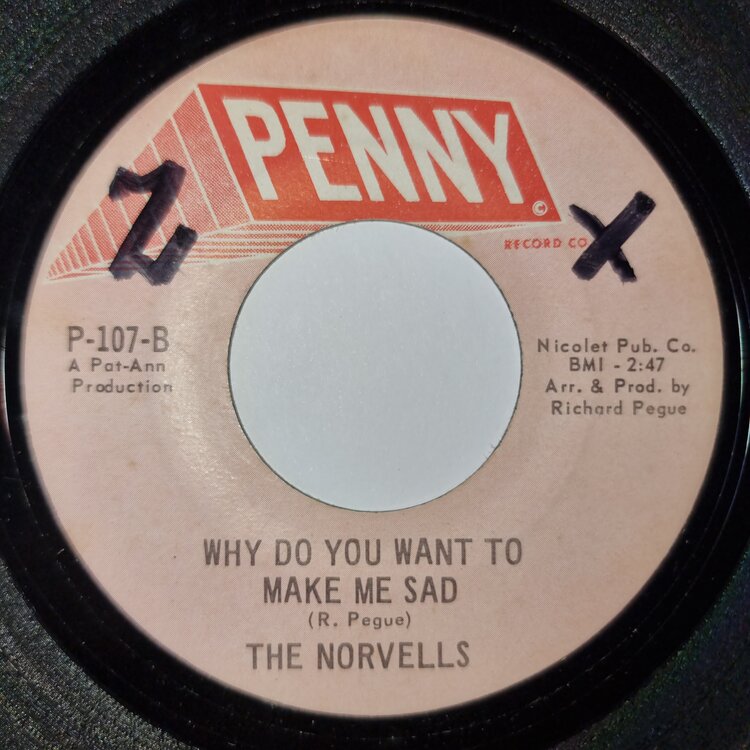 PENNY
©
RECORD CO
Z
X
P-107-B
A Pat-Ann
Production
Nicolet Pub. Co.
BMI - 2:47
Arr. & Prod. by
Richard Pegue
WHY DO YOU WANT TO
MAKE ME SAD
(R. Pegue)
THE NORVELLS